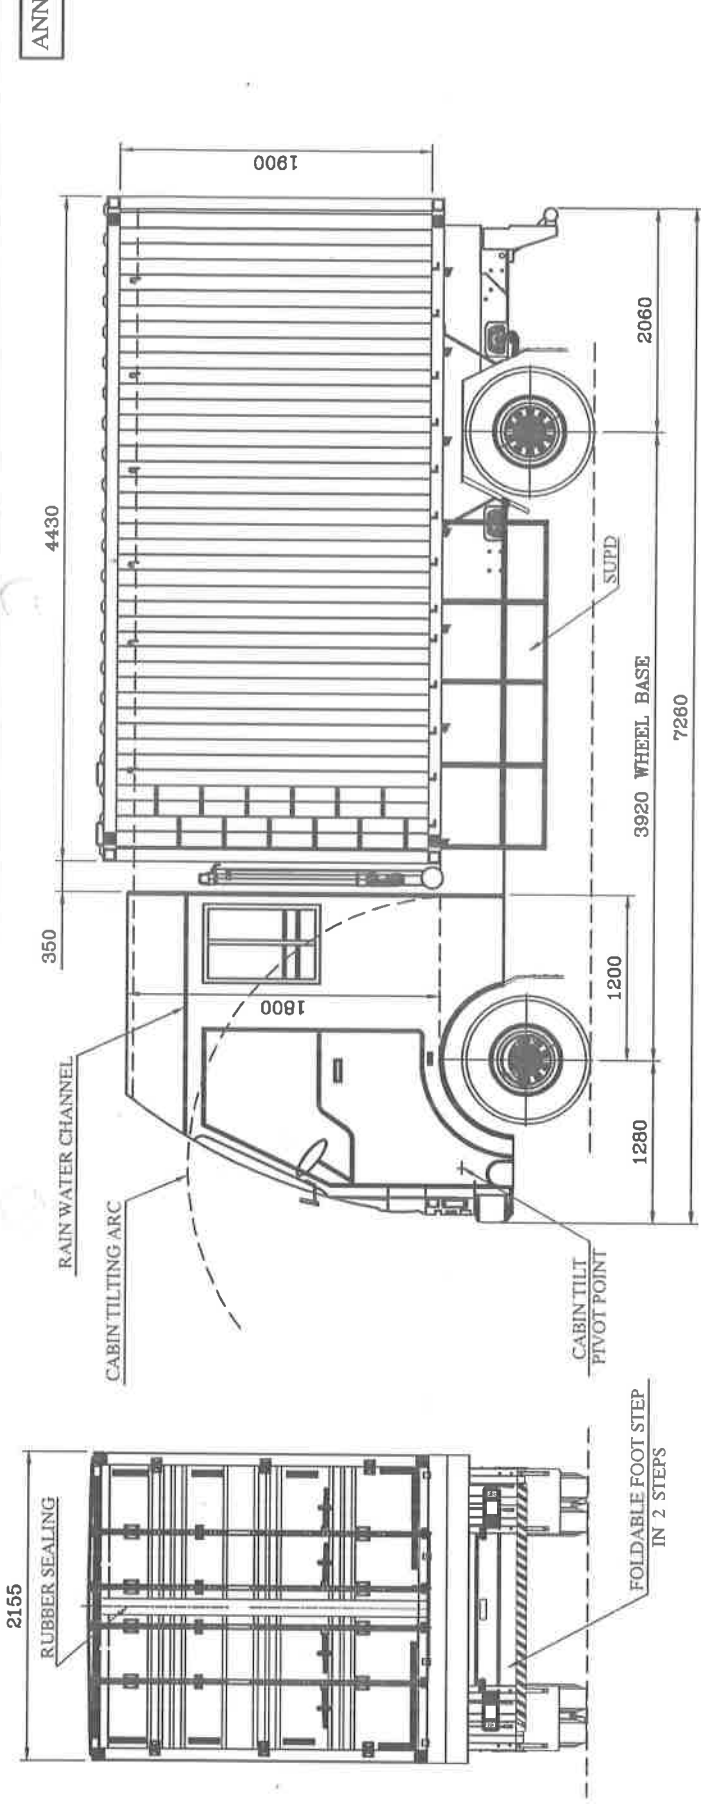 ANN
2155
RUBBER SEALING
FOLDABLE FOOT STEP
IN 2 STEPS
RAIN WATER CHANNEL
CABIN TILTING ARC
CABIN TILT
PIVOT POINT
350
4430
1900
1800
SUPD
1200
1280
3920 WHEEL BASE
2060
7260